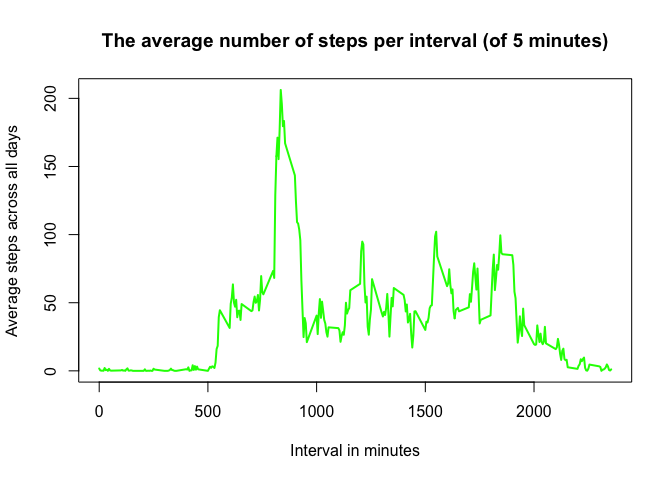 The average number of steps per interval (of 5 minutes)
Average steps across all days
200
150
100
50
0
0 500 1000 1500 2000
Interval in minutes